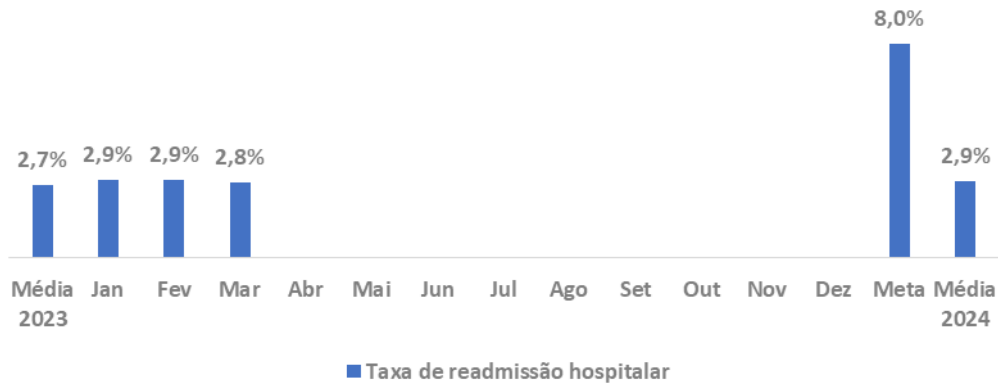 8,0%
2,7% 2,9% 2,9% 2,8% 2,9%
Média Jan Fev Mar Abr Mai Jun Jul Ago Set Out Nov Dez Meta Média
2023 2024
Taxa de readmissão hospitalar